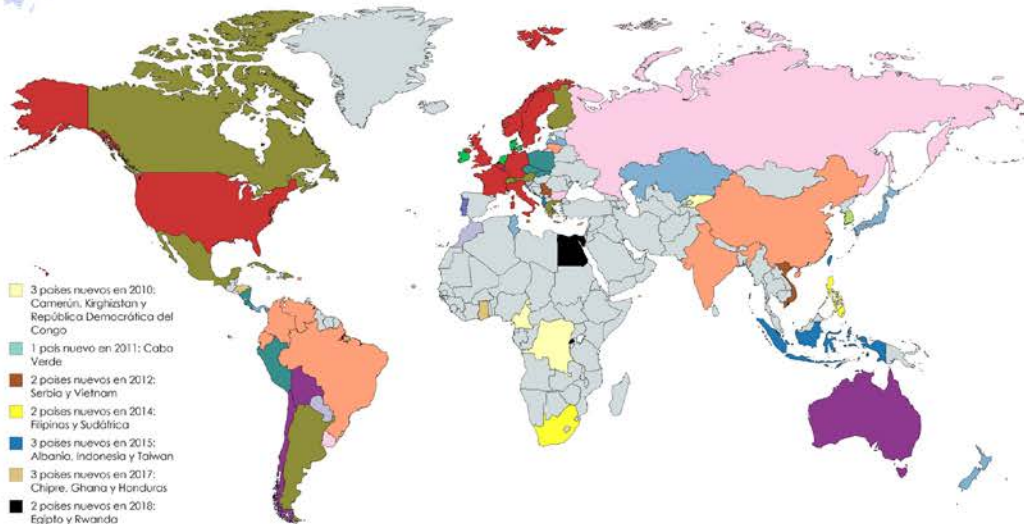 3 países nuevos en 2010:
Camerún, Kirghizstan y
República Democrática del
Congo
1 país nuevo en 2011: Cabo
Verde
2 países nuevos en 2012:
Serbia y Vietnam
2 países nuevos en 2014:
Filipinas y Sudáfrica
3 países nuevos en 2015:
Albania, Indonesia y Taiwan
3 países nuevos en 2017:
Chipre, Ghana y Honduras
2 países nuevos en 2018:
Egipto y Rwanda